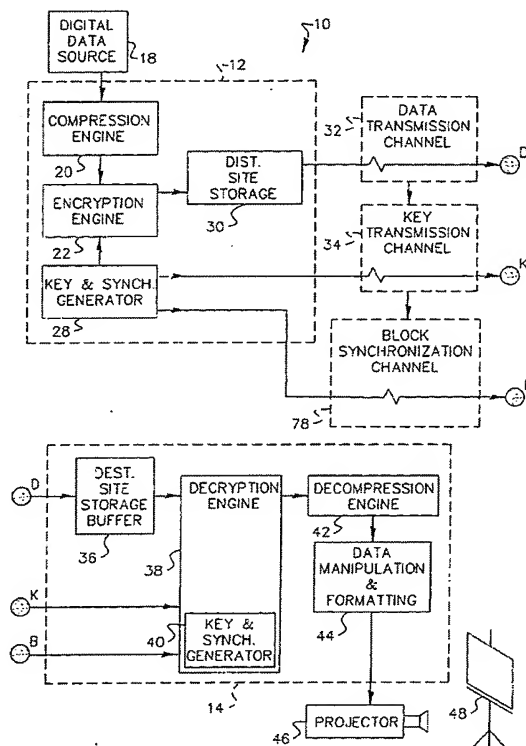 10
DIGITAL DATA
SOURCE
18
12
COMPRESSION
ENGINE
20
ENCRYPTION
ENGINE
22
KEY & SYNCH.
GENERATOR
28
DIST.
SITE
STORAGE
30
32
DATA
TRANSMISSION
CHANNEL
D
34
KEY
TRANSMISSION
CHANNEL
K
BLOCK
SYNCHRONIZATION
CHANNEL
78
D
DEST.
SITE
STORAGE
BUFFER
36
DECRYPTION
ENGINE
38
DECOMPRESSION
ENGINE
42
DATA
MANIPULATION
&
FORMATTING
44
K
40
KEY &
SYNCH.
GENERATOR
B
14
46
PROJECTOR
48